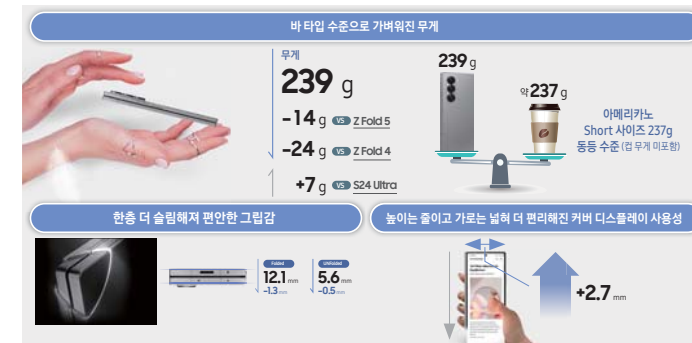 바 타입 수준으로 가벼워진 무게
무게
239 g
-14 g VS Z Fold 5
-24 g VS Z Fold 4
+7 g VS S24 Ultra
239 g
약 237 g
아메리카노
Short 사이즈 237g
동등 수준 (컵 무게 미포함)
한층 더 슬림해져 편안한 그립감
Folded
12.1 mm
-1.3 mm
Unfolded
5.6 mm
-0.5 mm
높이는 줄이고 가로는 넓혀 더 편리해진 커버 디스플레이 사용성
+2.7 mm